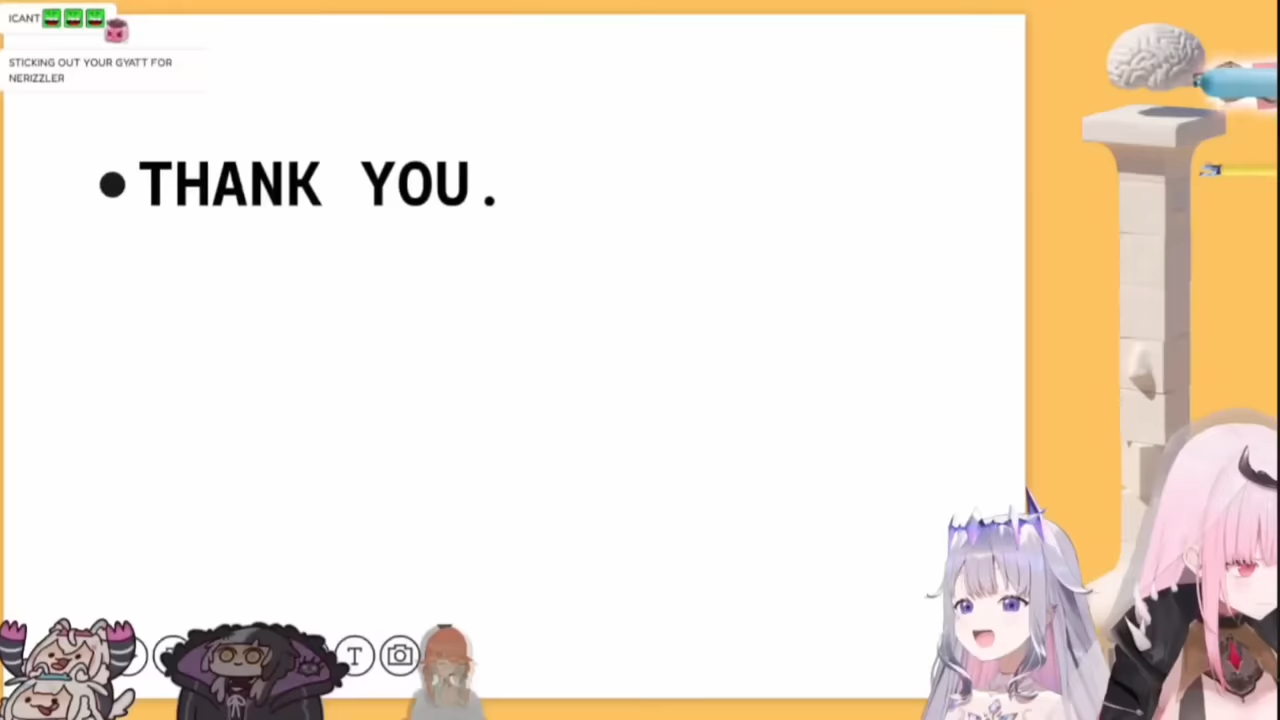 ICANT
STICKING OUT YOUR GYATT FOR
NERIZZLER
• THANK YOU.
T